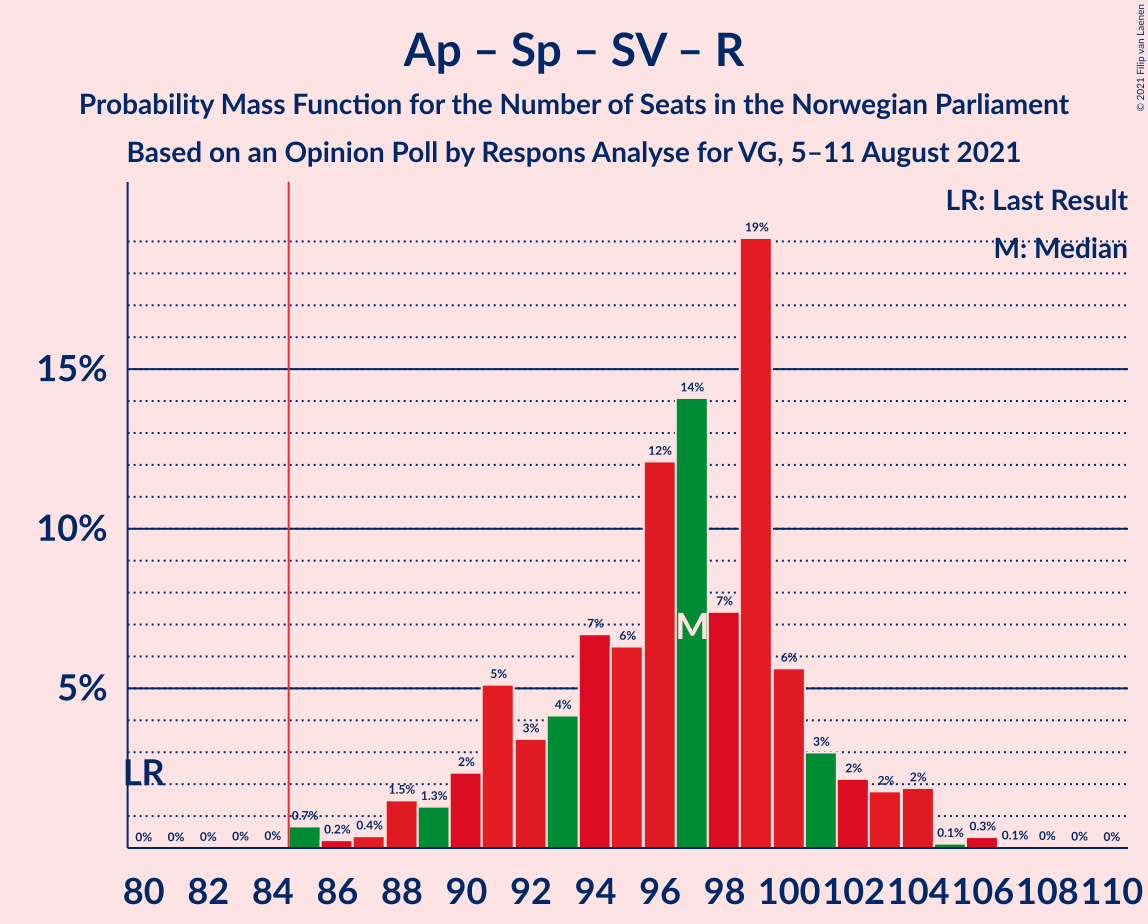 Ap – Sp – SV – R
Probability Mass Function for the Number of Seats in the Norwegian Parliament
Based on an Opinion Poll by Respons Analyse for VG, 5–11 August 2021
© 2021 Filip van Laenen
LR: Last Result
M: Median
15%
10%
5%
LR
M
0% 0% 0% 0% 0% 0.7% 0.2% 0.4% 1.5% 1.3% 2% 5% 3% 4% 7% 6% 12% 14% 7% 19% 6% 3% 2% 2% 2% 0.1% 0.3% 0.1% 0% 0% 0%
80 82 84 86 88 90 92 94 96 98 100 102 104 106 108 110